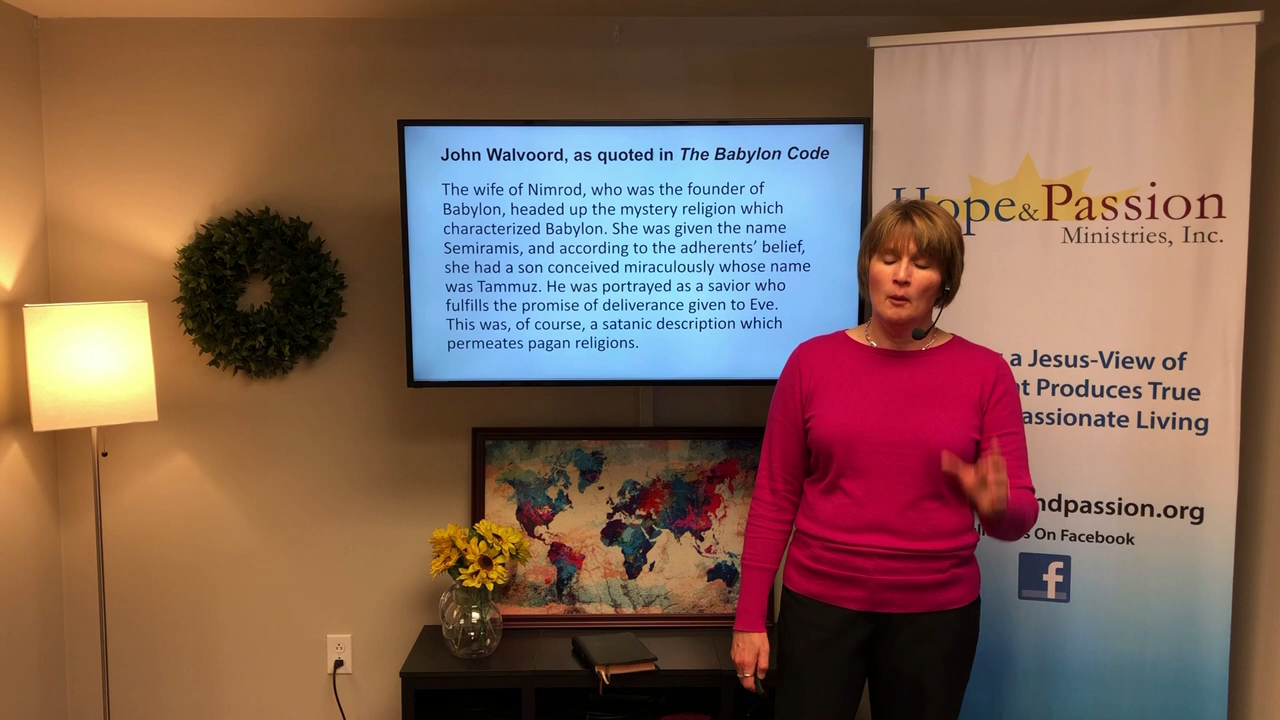 John Walvoord, as quoted in The Babylon Code
The wife of Nimrod, who was the founder of
Babylon, headed up the mystery religion which
characterized Babylon. She was given the name
Semiramis, and according to the adherents' belief,
she had a son conceived miraculously whose name
was Tammuz. He was portrayed as a savior who
fulfills the promise of deliverance given to Eve.
This was, of course, a satanic description which
permeates pagan religions.
Hope&Passion
Ministries, Inc.
a Jesus-View of
Produces True
Living
On Facebook
f